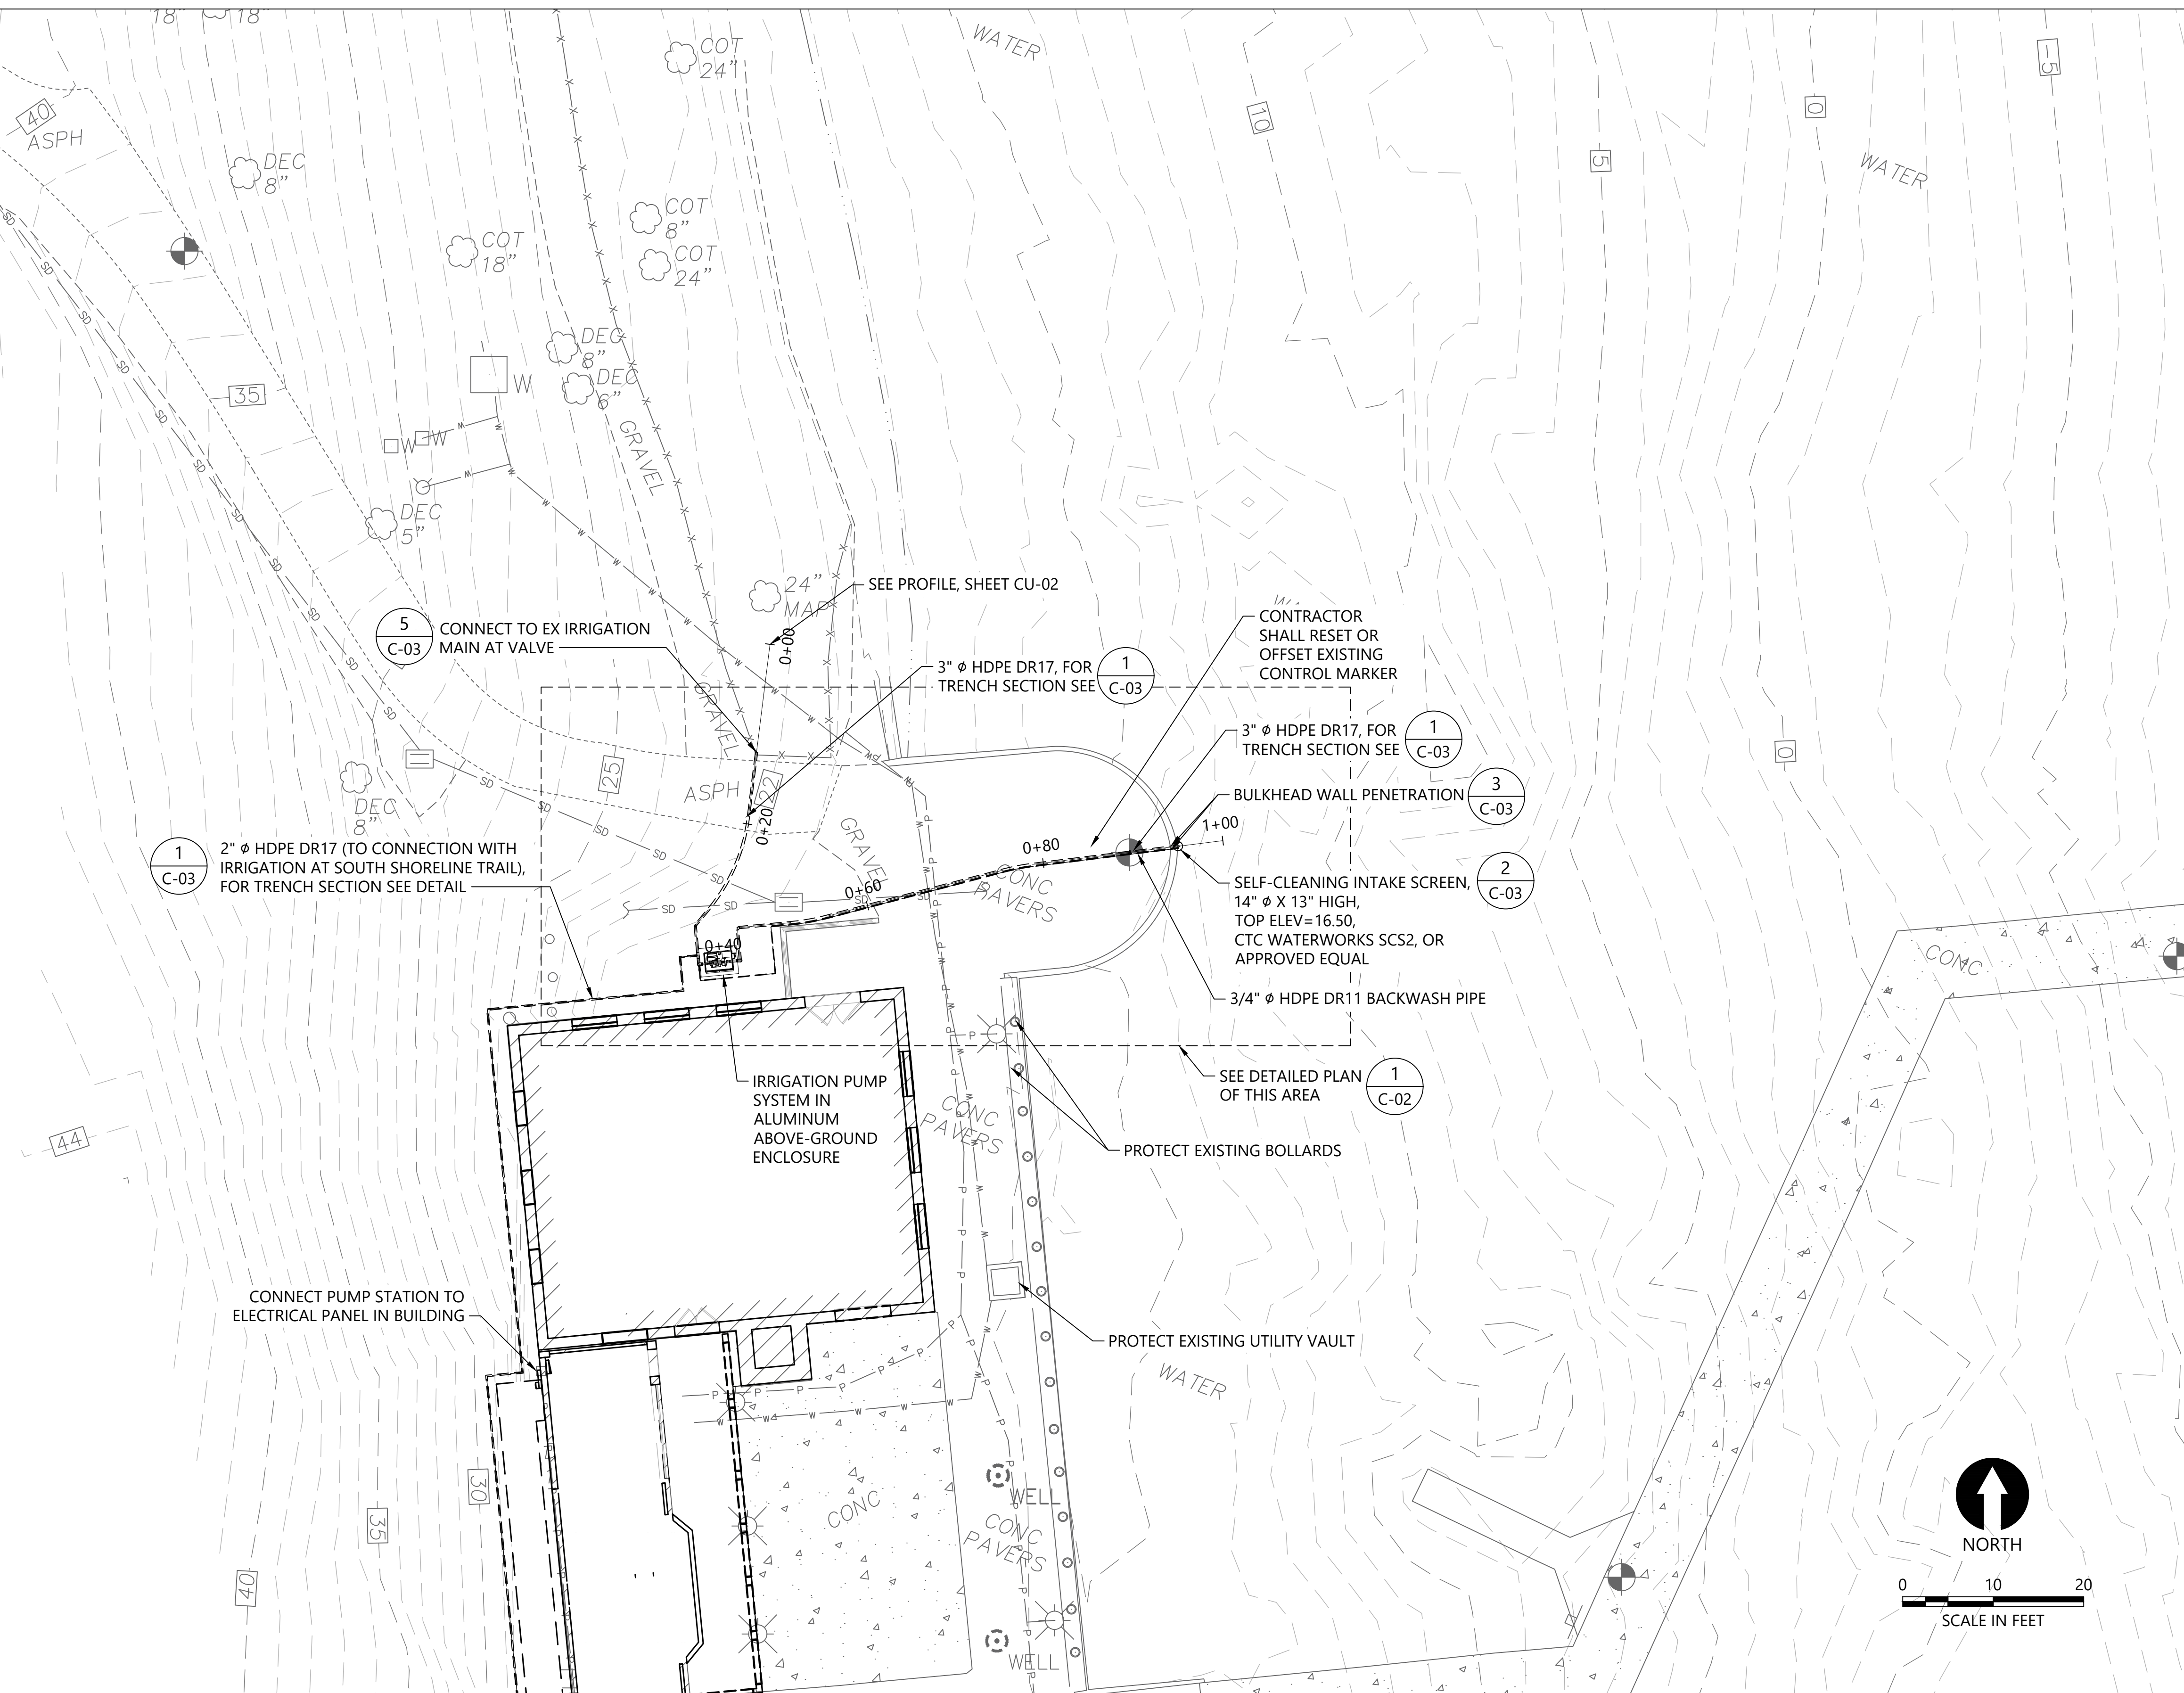 18" 18"
COT
24"
WATER
-5
10
0
5
WATER
40
ASPH
DEC
8"
COT
8"
COT
18"
COT
24"
DEC
8"
DEC
6"
35
W
W
W
GRAVEL
DEC
5"
24"
MAP
SEE PROFILE, SHEET CU-02
0+00
5
C-03
CONNECT TO EX IRRIGATION
MAIN AT VALVE
3" ⌀ HDPE DR17, FOR
TRENCH SECTION SEE
1
C-03
CONTRACTOR
SHALL RESET OR
OFFSET EXISTING
CONTROL MARKER
GRAVEL
3" ⌀ HDPE DR17, FOR
TRENCH SECTION SEE
1
C-03
0
25
ASPH
22
BULKHEAD WALL PENETRATION
3
C-03
DEC
8"
0+20
GRAVEL
1+00
0+80
1
C-03
2" ⌀ HDPE DR17 (TO CONNECTION WITH
IRRIGATION AT SOUTH SHORELINE TRAIL),
FOR TRENCH SECTION SEE DETAIL
0+60
CONC
PAVERS
SELF-CLEANING INTAKE SCREEN,
14" ⌀ X 13" HIGH,
TOP ELEV=16.50,
CTC WATERWORKS SCS2, OR
APPROVED EQUAL
2
C-03
0+40
CONC
3/4" ⌀ HDPE DR11 BACKWASH PIPE
IRRIGATION PUMP
SYSTEM IN
ALUMINUM
ABOVE-GROUND
ENCLOSURE
SEE DETAILED PLAN
OF THIS AREA
1
C-02
CONC
PAVERS
44
PROTECT EXISTING BOLLARDS
CONNECT PUMP STATION TO
ELECTRICAL PANEL IN BUILDING
PROTECT EXISTING UTILITY VAULT
WATER
30
35
40
CONC
WELL
CONC
PAVERS
WELL
NORTH
0 10 20
SCALE IN FEET